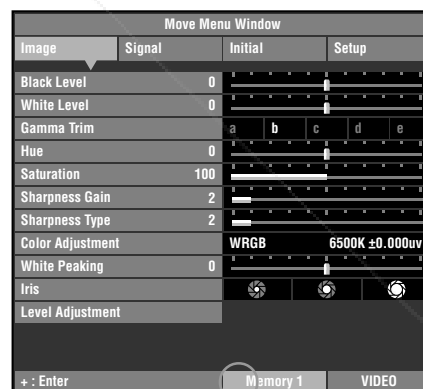 Move Menu Window
Image Signal Initial Setup
Black Level 0
White Level 0
Gamma Trim a b c d e
Hue 0
Saturation 100
Sharpness Gain 2
Sharpness Type 2
Color Adjustment WRGB 6500K ±0.000uv
White Peaking 0
Iris
Level Adjustment
+ : Enter Memory 1 VIDEO